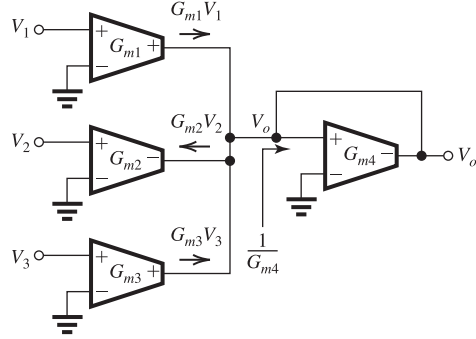 G_{m1}V_1
V_1
+
G_{m1}
+
−
G_{m2}V_2
V_2
+
G_{m2}
−
−
V_o
+
G_{m4}
−
−
V_o
G_{m3}V_3
V_3
+
G_{m3}
+
−
1
G_{m4}